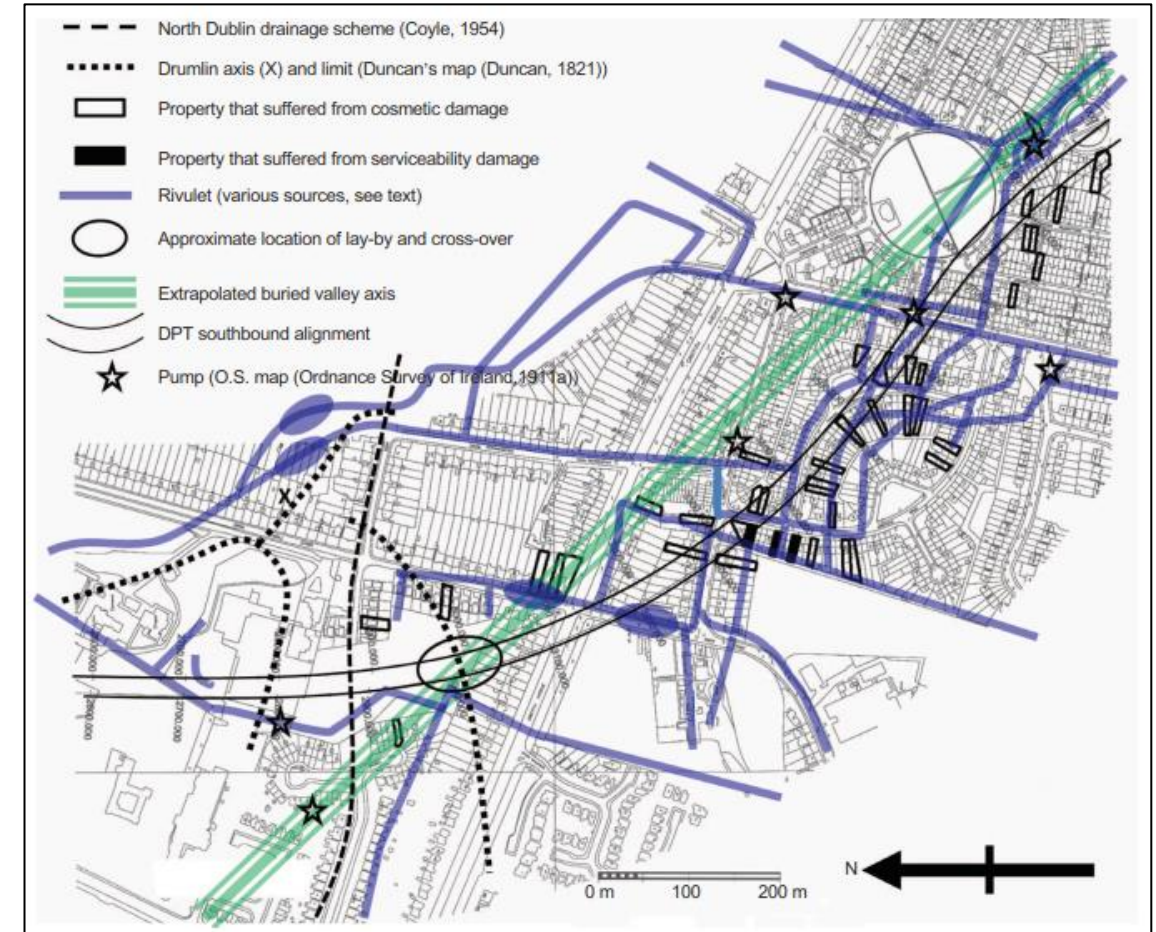 North Dublin drainage scheme (Coyle, 1954)
Drumlin axis (X) and limit (Duncan's map (Duncan, 1821))
Property that suffered from cosmetic damage
Property that suffered from serviceability damage
Rivulet (various sources, see text)
Approximate location of lay-by and cross-over
Extrapolated buried valley axis
DPT southbound alignment
Pump (O.S. map (Ordnance Survey of Ireland,1911a))
X
N
0 m 100 200 m